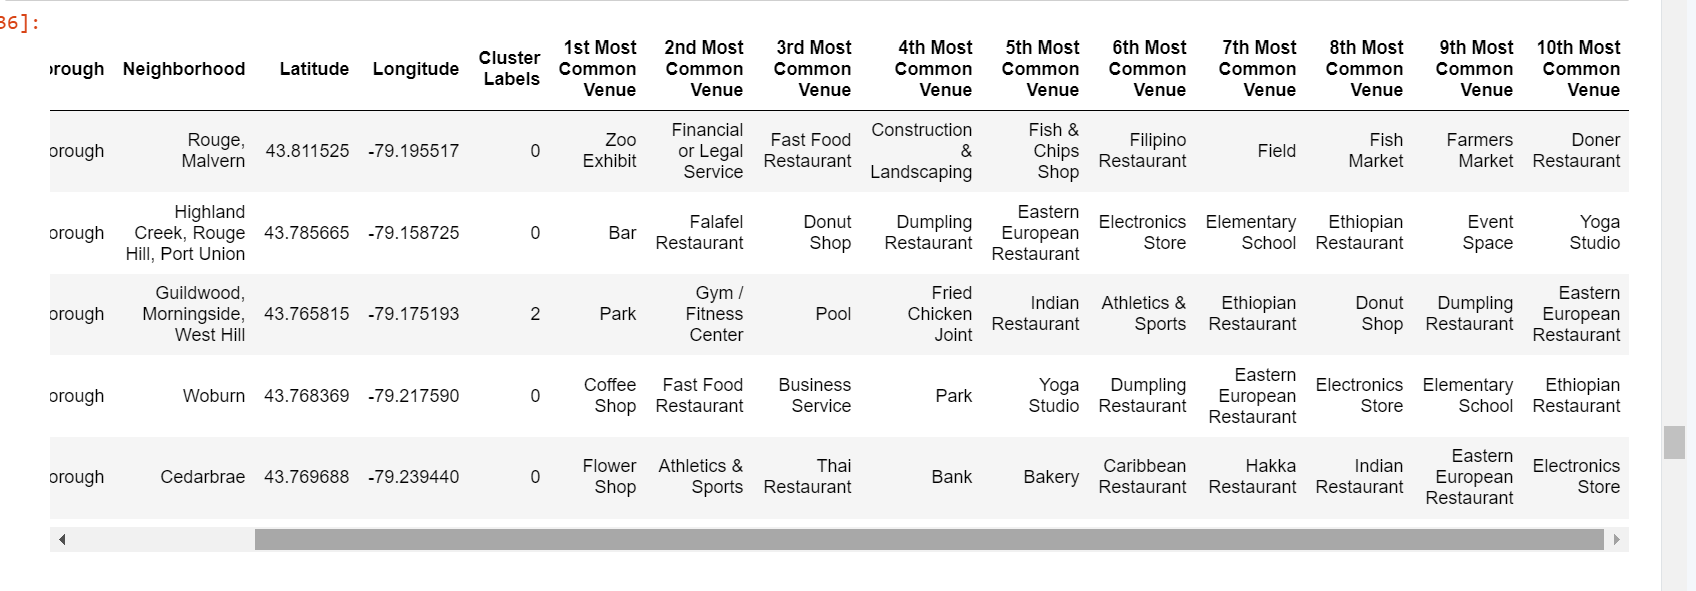 36]:
orough Neighborhood Latitude Longitude Cluster Labels 1st Most Common Venue 2nd Most Common Venue 3rd Most Common Venue 4th Most Common Venue 5th Most Common Venue 6th Most Common Venue 7th Most Common Venue 8th Most Common Venue 9th Most Common Venue 10th Most Common Venue
orough Rouge, Malvern 43.811525 -79.195517 0 Zoo Exhibit Financial or Legal Service Fast Food Restaurant Construction & Landscaping Fish & Chips Shop Filipino Restaurant Field Fish Market Farmers Market Doner Restaurant
orough Highland Creek, Rouge Hill, Port Union 43.785665 -79.158725 0 Bar Falafel Restaurant Donut Shop Dumpling Restaurant Eastern European Restaurant Electronics Store Elementary School Ethiopian Restaurant Event Space Yoga Studio
orough Guildwood, Morningside, West Hill 43.765815 -79.175193 2 Park Gym / Fitness Center Pool Fried Chicken Joint Indian Restaurant Athletics & Sports Ethiopian Restaurant Donut Shop Dumpling Restaurant Eastern European Restaurant
orough Woburn 43.768369 -79.217590 0 Coffee Shop Fast Food Restaurant Business Service Park Yoga Studio Dumpling Restaurant Eastern European Restaurant Electronics Store Elementary School Ethiopian Restaurant
orough Cedarbrae 43.769688 -79.239440 0 Flower Shop Athletics & Sports Thai Restaurant Bank Bakery Caribbean Restaurant Hakka Restaurant Indian Restaurant Eastern European Restaurant Electronics Store